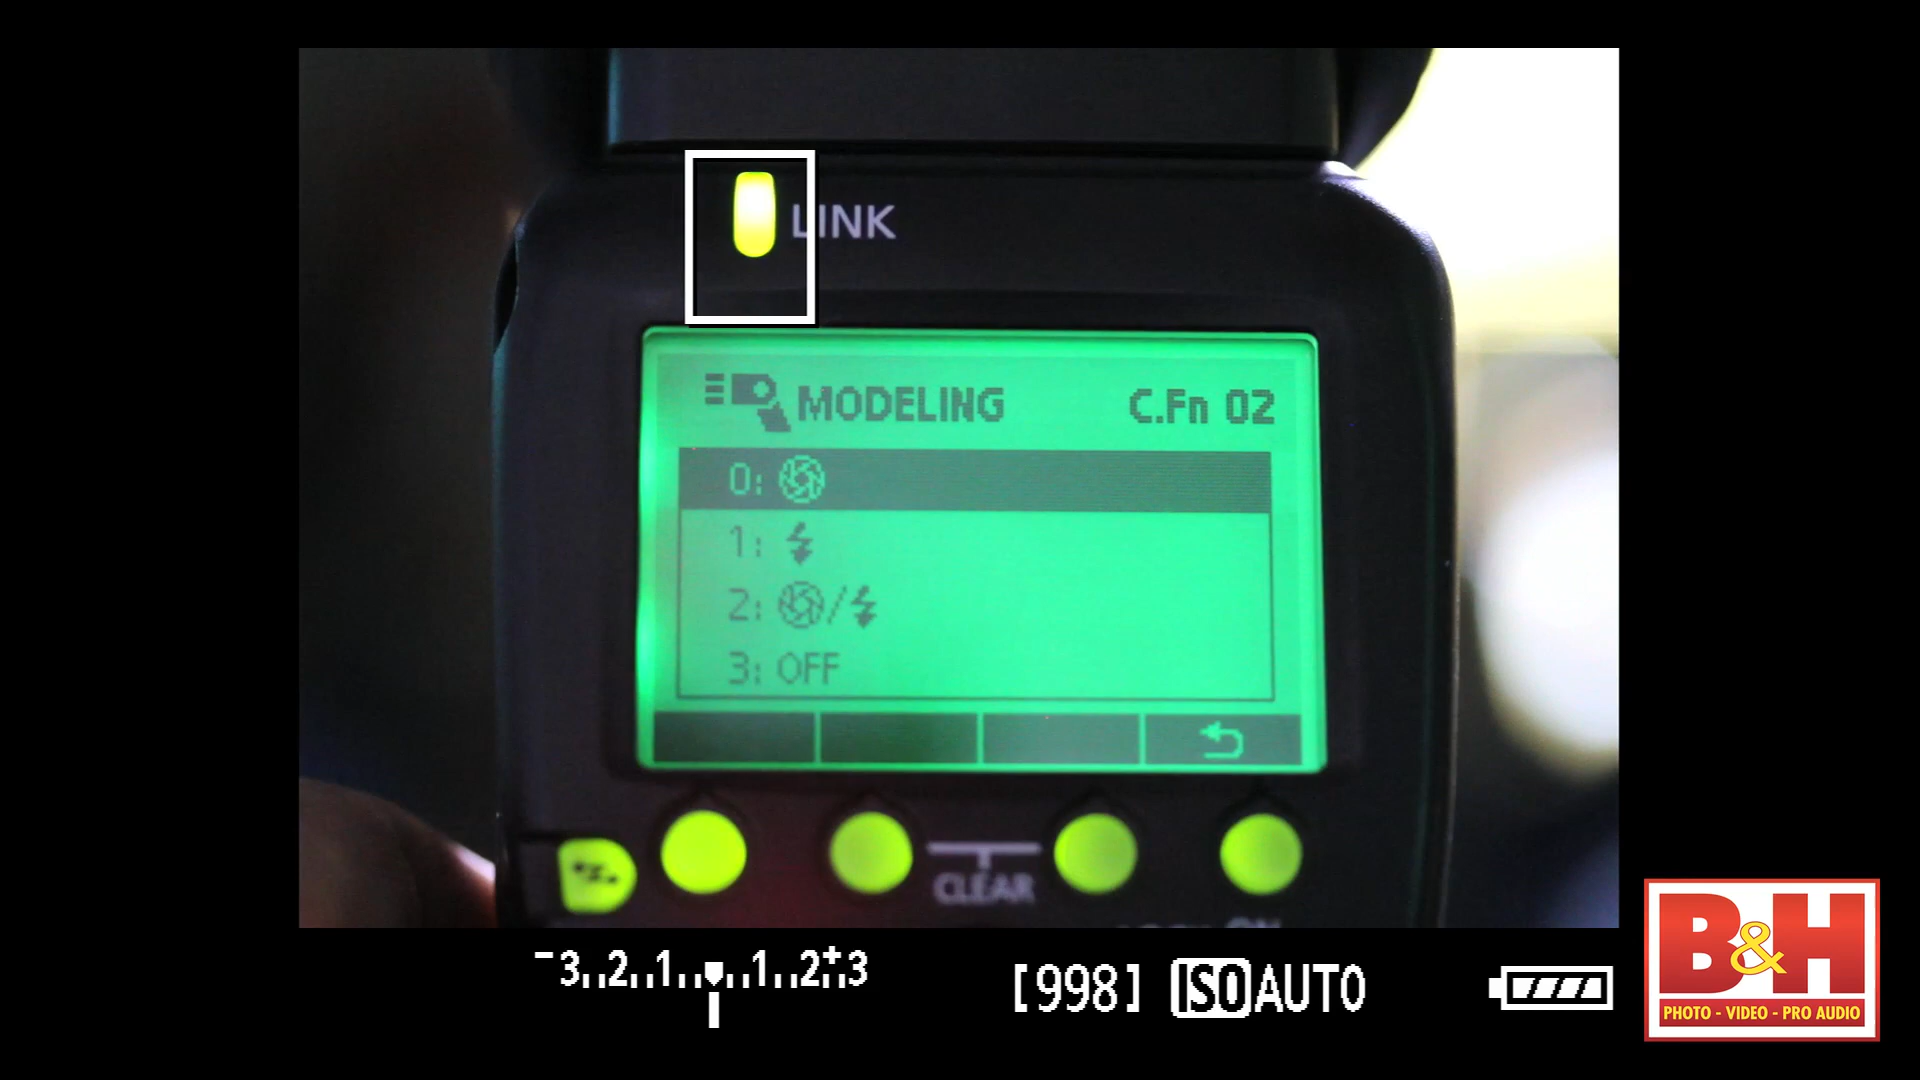 LINK
MODELING C.Fn 02
0:
1:
2: /
3: OFF
CLEAR
-3..2..1..▾..1..2..+3
[998] ISO AUTO
B&H
PHOTO - VIDEO - PRO AUDIO